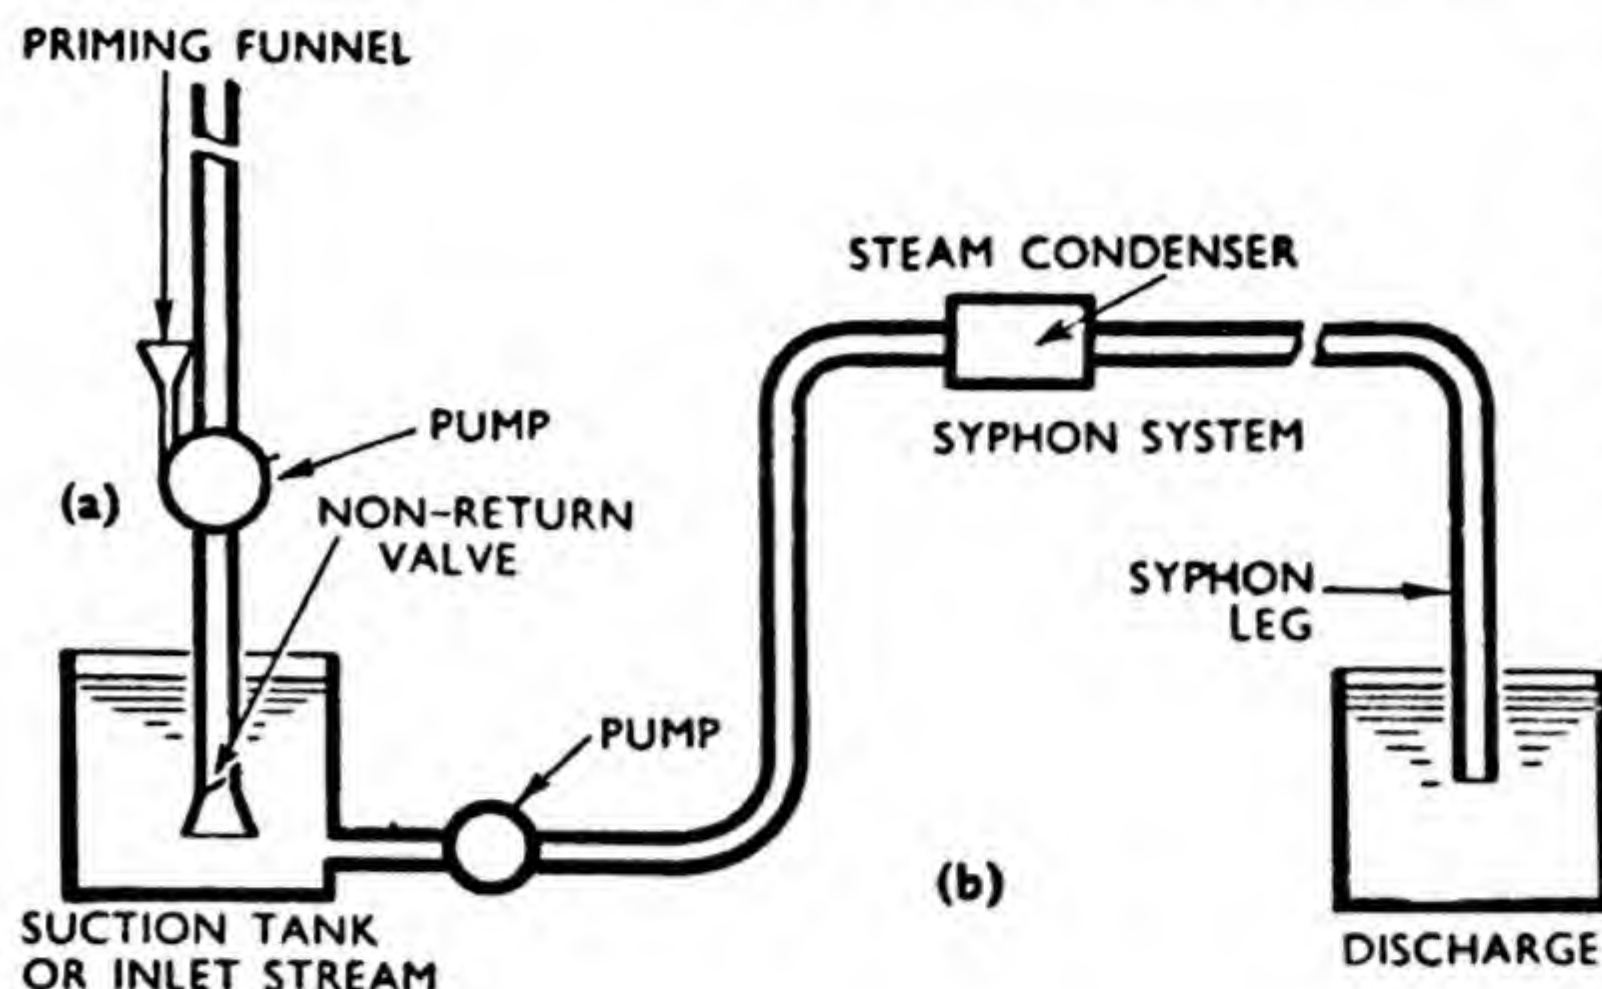 PRIMING FUNNEL
STEAM CONDENSER
SYPHON SYSTEM
PUMP
(a)
NON-RETURN
VALVE
SYPHON
LEG
PUMP
(b)
SUCTION TANK
OR INLET STREAM
DISCHARGE